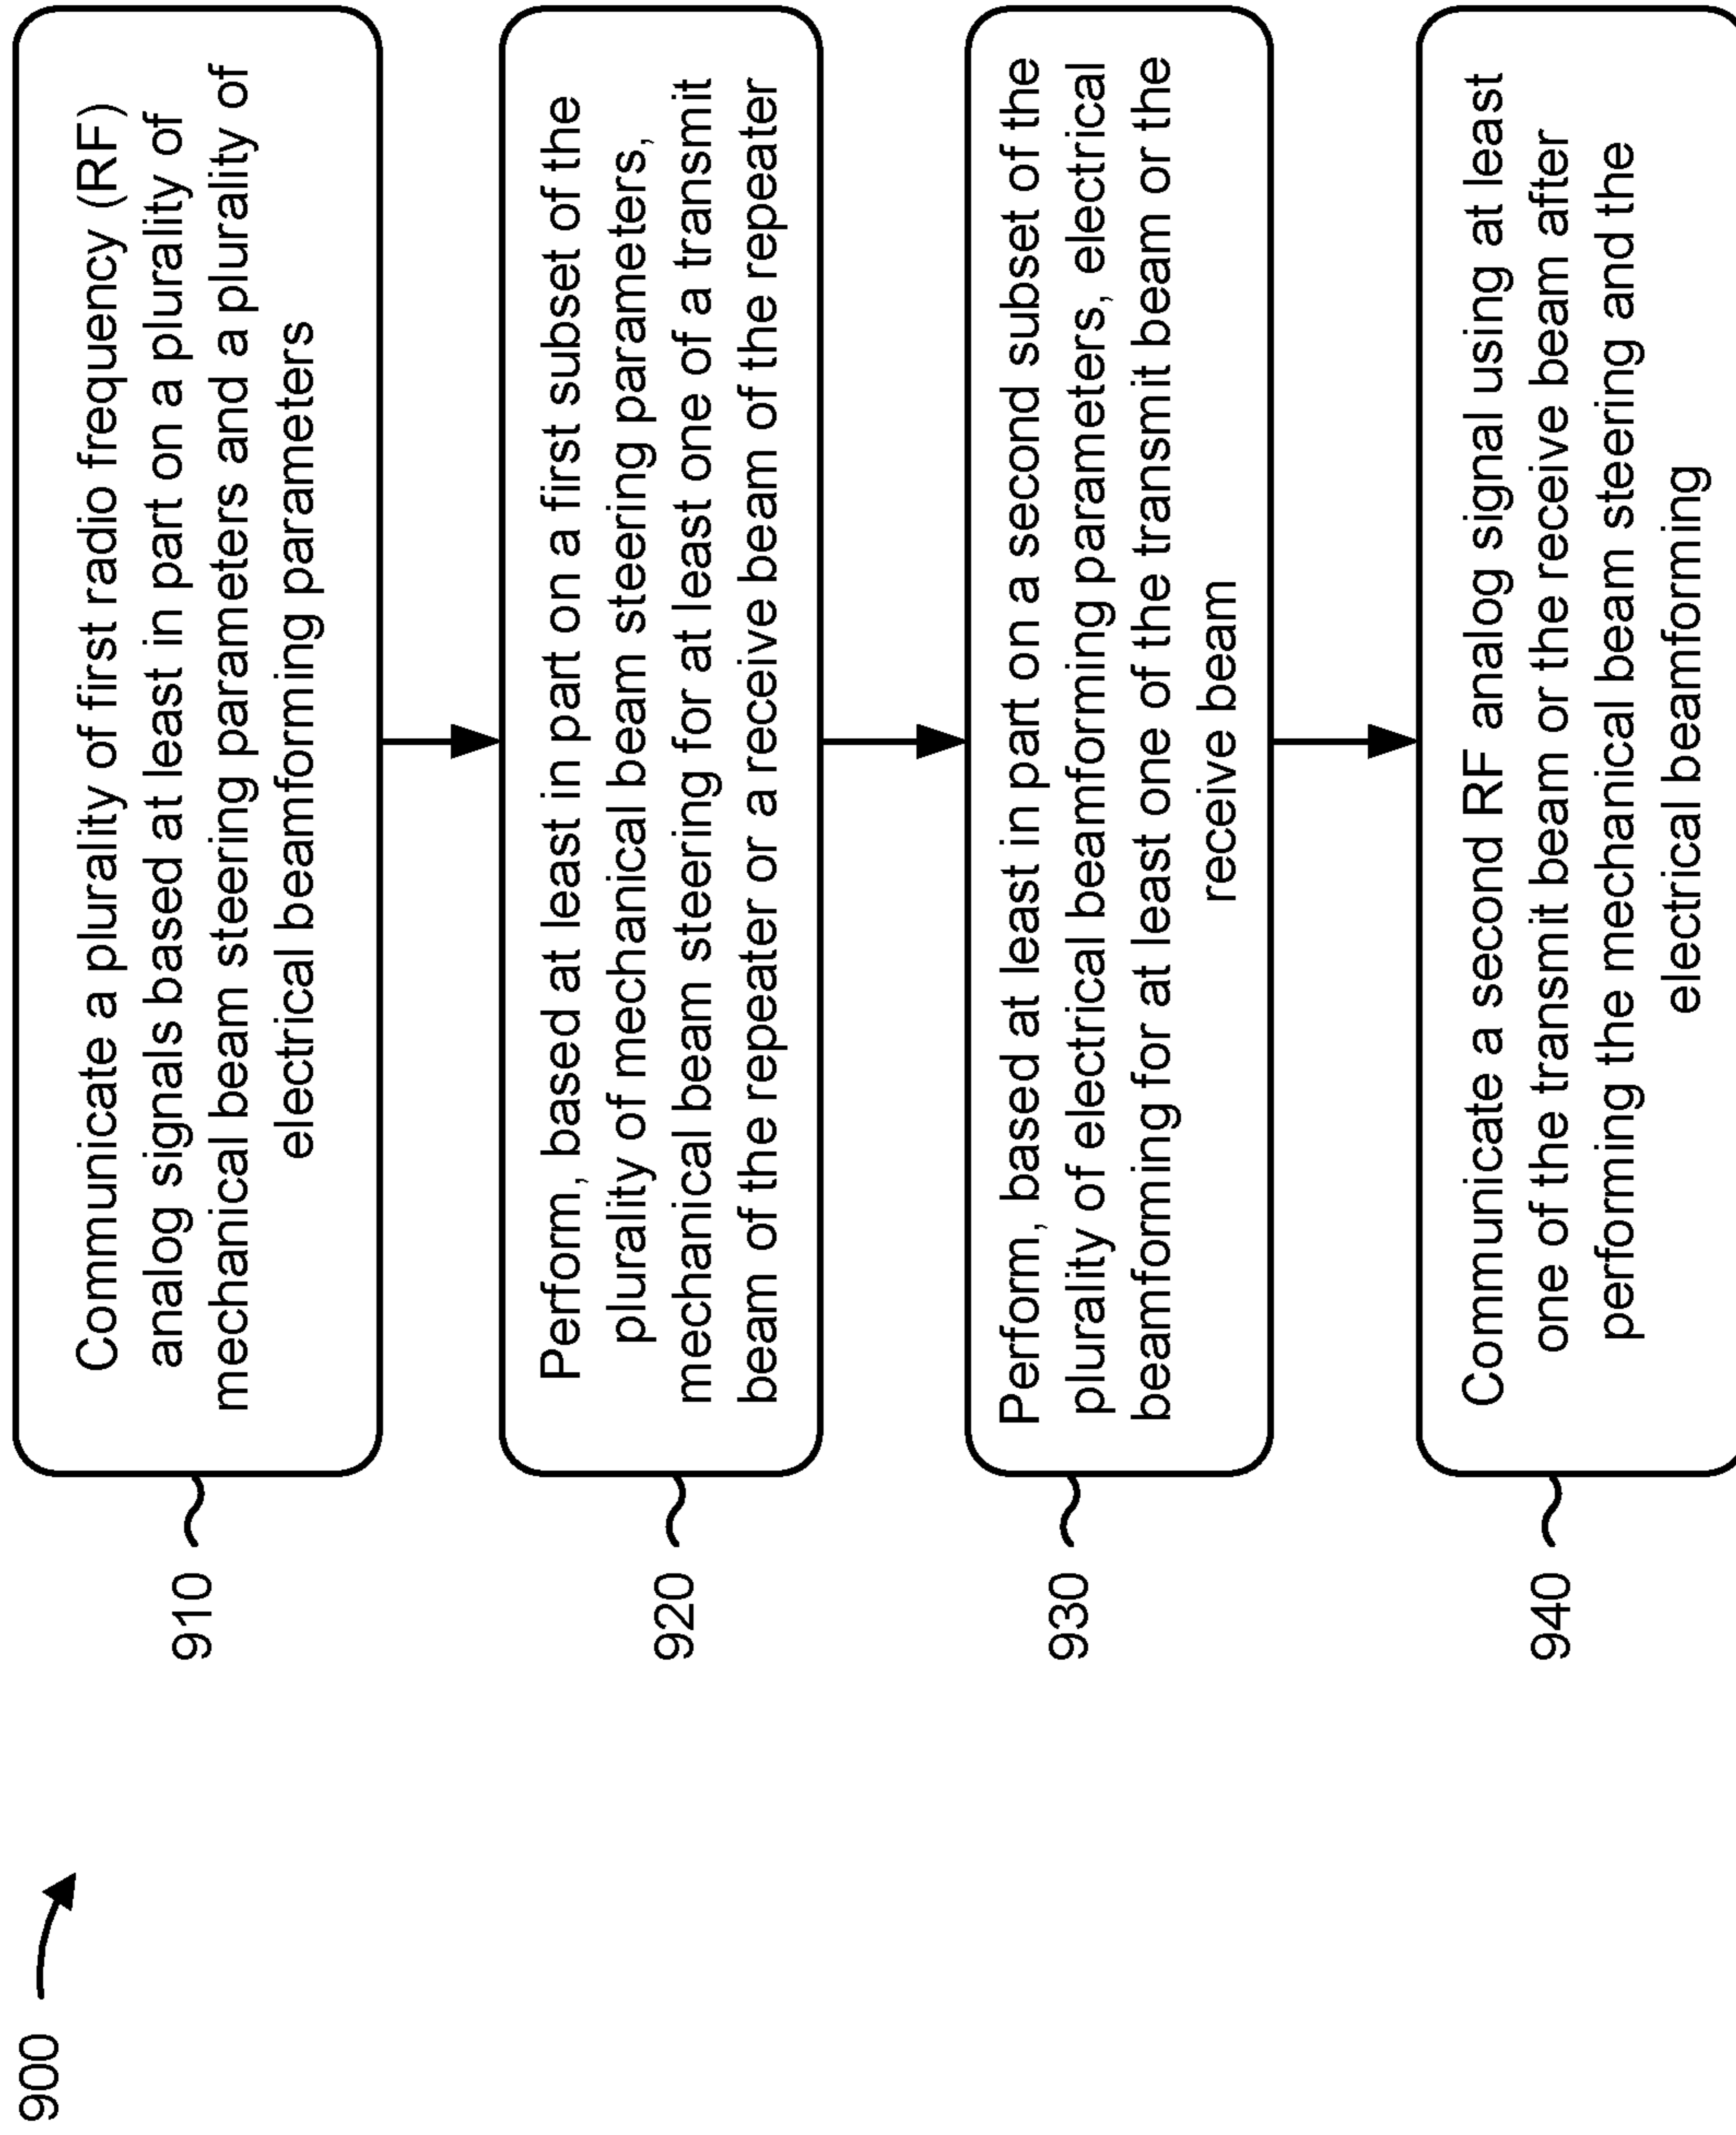 900
910
Communicate a plurality of first radio frequency (RF)
analog signals based at least in part on a plurality of
mechanical beam steering parameters and a plurality of
electrical beamforming parameters
920
Perform, based at least in part on a first subset of the
plurality of mechanical beam steering parameters,
mechanical beam steering for at least one of a transmit
beam of the repeater or a receive beam of the repeater
930
Perform, based at least in part on a second subset of the
plurality of electrical beamforming parameters, electrical
beamforming for at least one of the transmit beam or the
receive beam
940
Communicate a second RF analog signal using at least
one of the transmit beam or the receive beam after
performing the mechanical beam steering and the
electrical beamforming